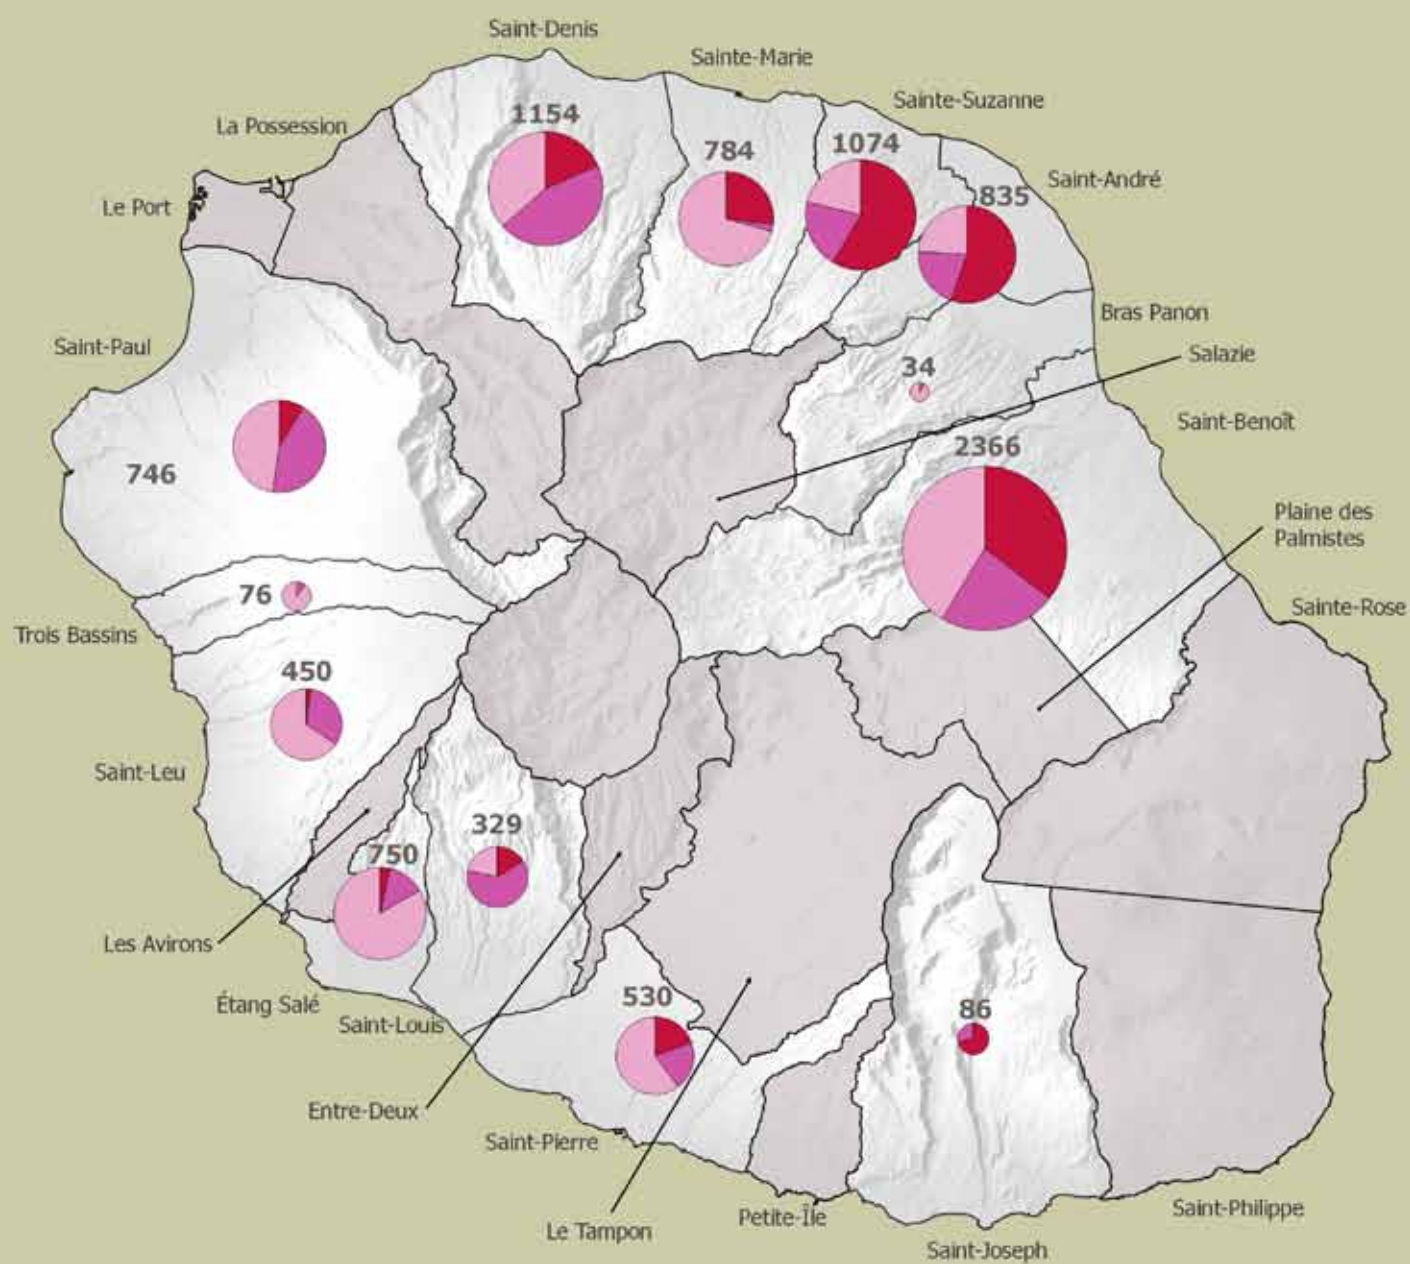 Saint-Denis
Sainte-Marie
Sainte-Suzanne
1154
La Possession
784
1074
Saint-André
835
Le Port
Bras Panon
Saint-Paul
Salazie
34
Saint-Benoît
2366
746
Plaine des
Palmistes
76
Sainte-Rose
Trois Bassins
450
Saint-Leu
329
750
Les Avirons
Étang Salé
530
86
Saint-Louis
Entre-Deux
Saint-Pierre
Le Tampon
Petite-Île
Saint-Philippe
Saint-Joseph